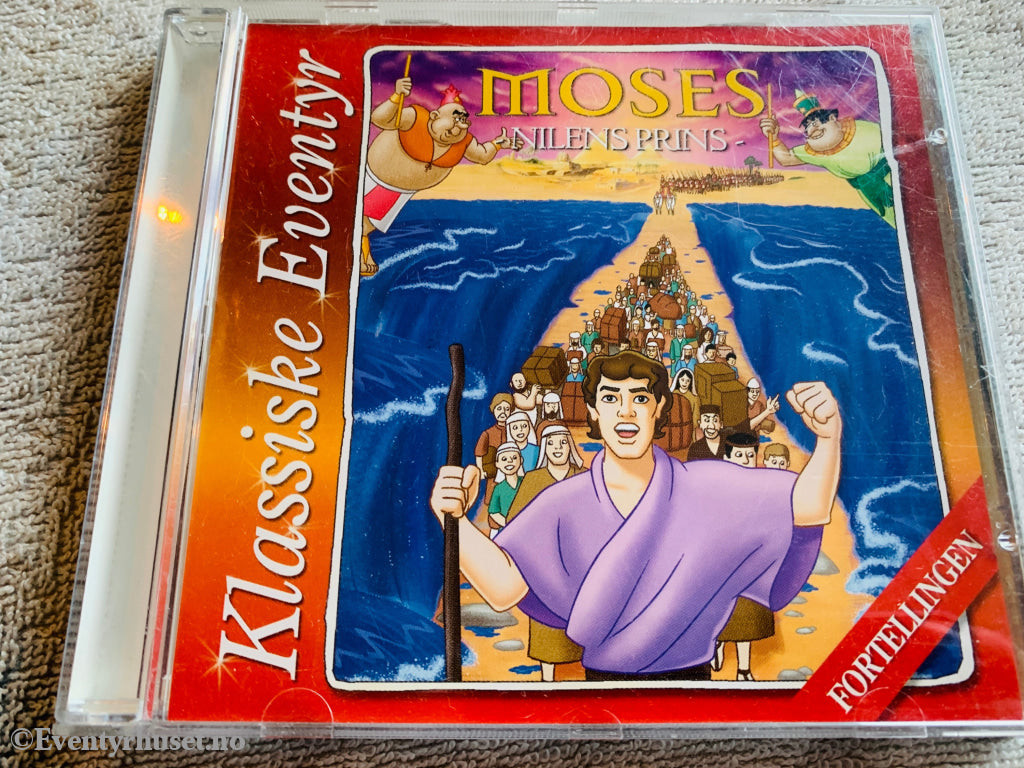 Klassiske Eventyr
MOSES
- NILENS PRINS -
FORTELLINGEN
©Eventyrhuset.no